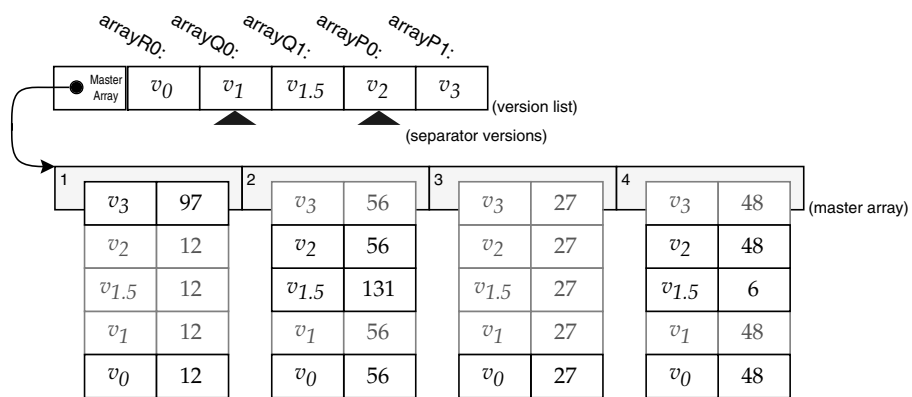 arrayR0: arrayQ0: arrayQ1: arrayP0: arrayP1:
Master Array v0 v1 v1.5 v2 v3
(version list)
(separator versions)
1 2 3 4
(master array)
v3 97 v3 56 v3 27 v3 48
v2 12 v2 56 v2 27 v2 48
v1.5 12 v1.5 131 v1.5 27 v1.5 6
v1 12 v1 56 v1 27 v1 48
v0 12 v0 56 v0 27 v0 48